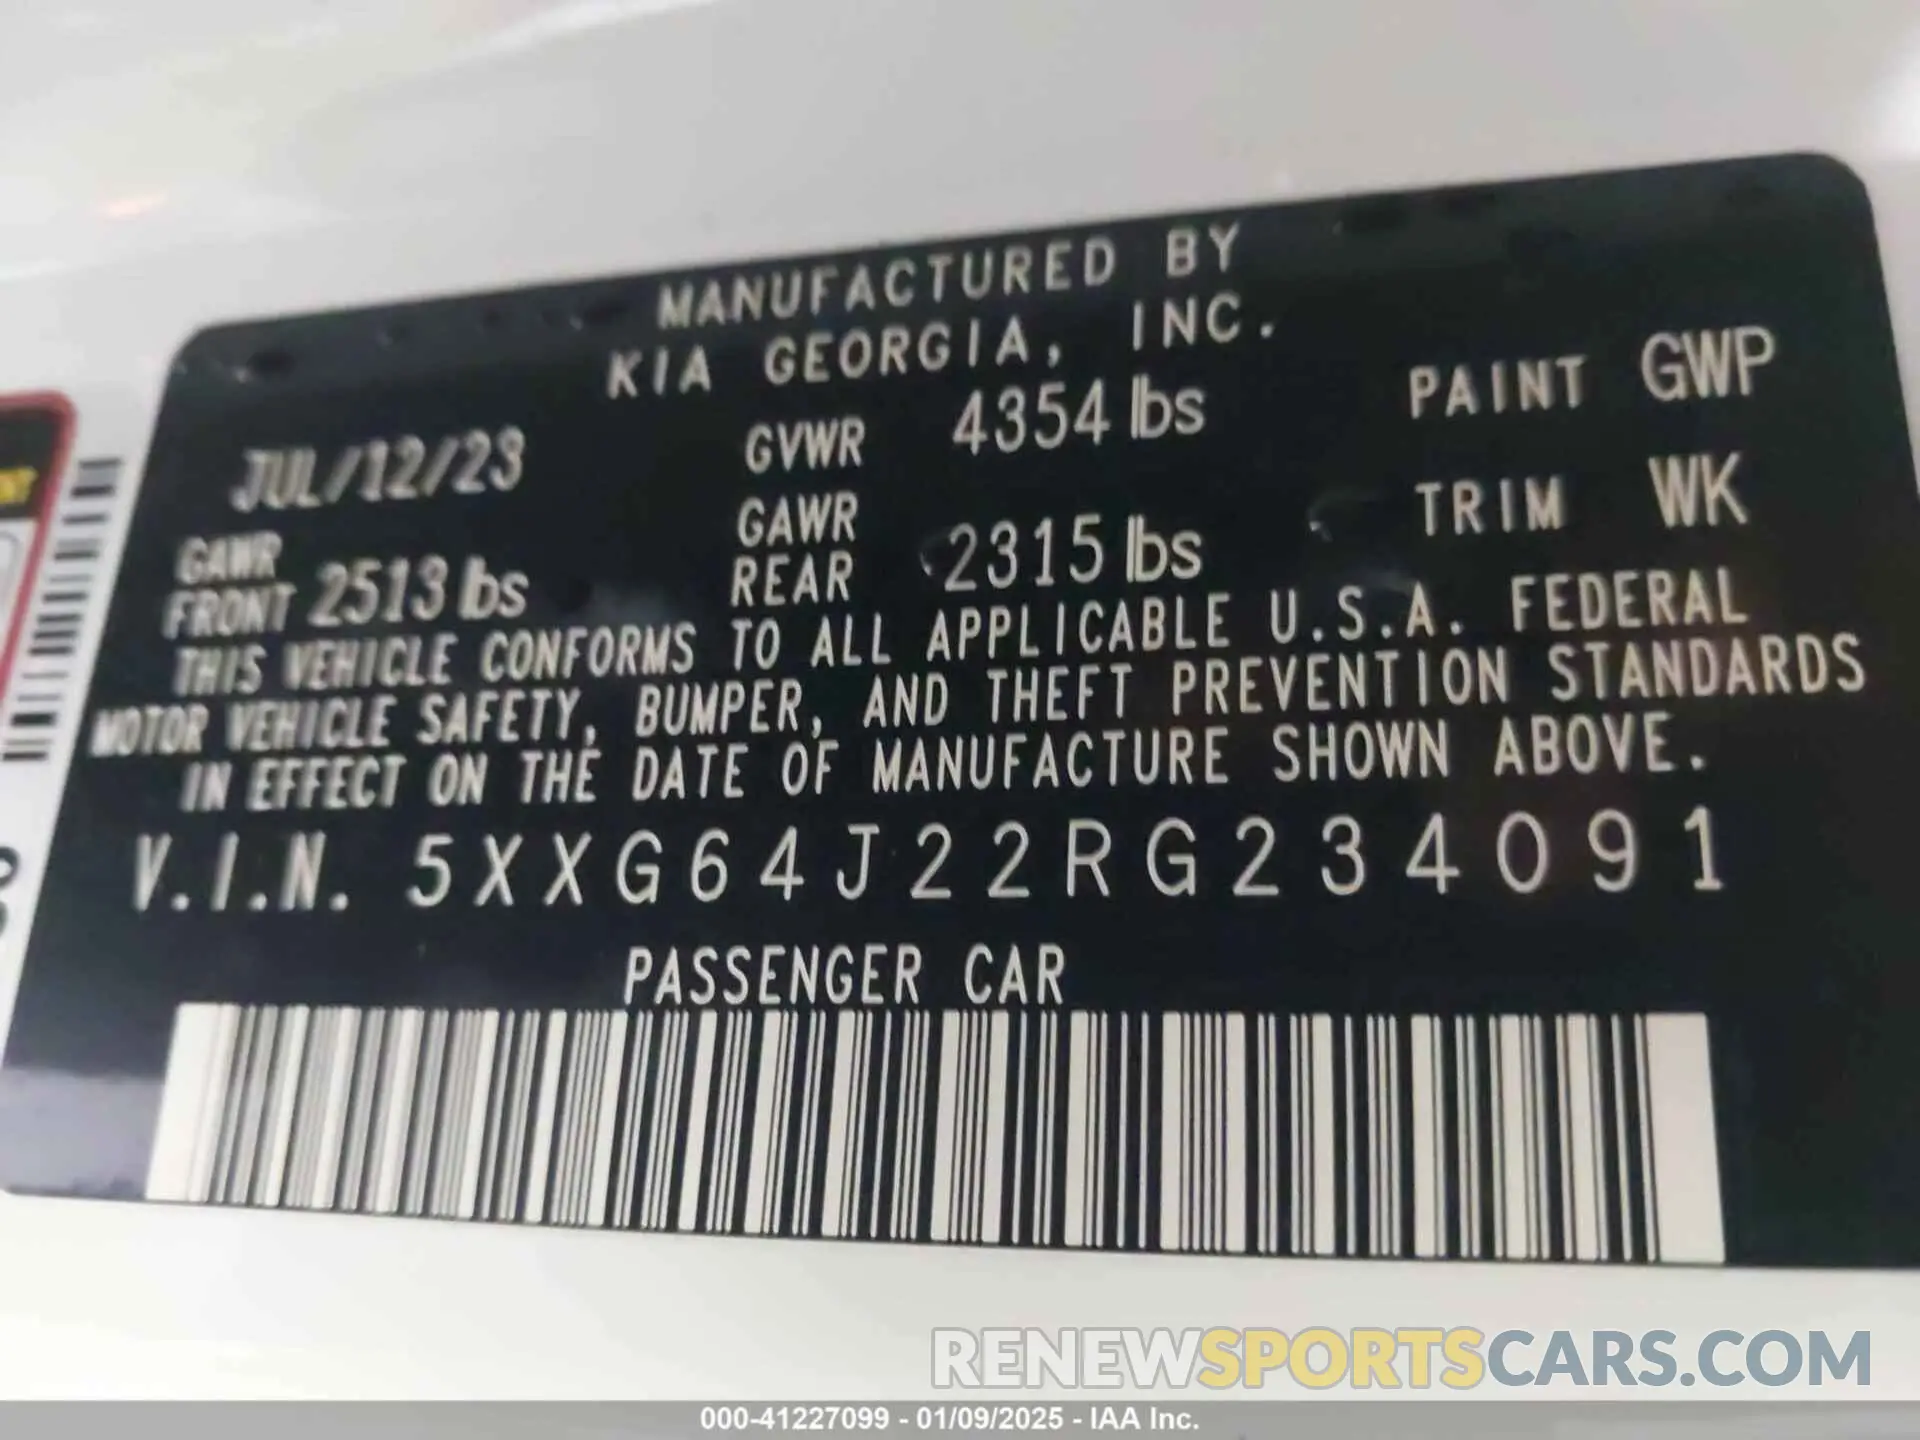 MANUFACTURED BY
KIA GEORGIA, INC.
JUL/12/23 GVWR 4354 lbs PAINT GWP
GAWR FRONT 2513 lbs GAWR REAR 2315 lbs TRIM WK
THIS VEHICLE CONFORMS TO ALL APPLICABLE U.S.A. FEDERAL
MOTOR VEHICLE SAFETY, BUMPER, AND THEFT PREVENTION STANDARDS
IN EFFECT ON THE DATE OF MANUFACTURE SHOWN ABOVE.
V.I.N. 5XXG64J22RG234091
PASSENGER CAR
RENEWSPORTSCARS.COM
000-41227099 - 01/09/2025 - IAA Inc.